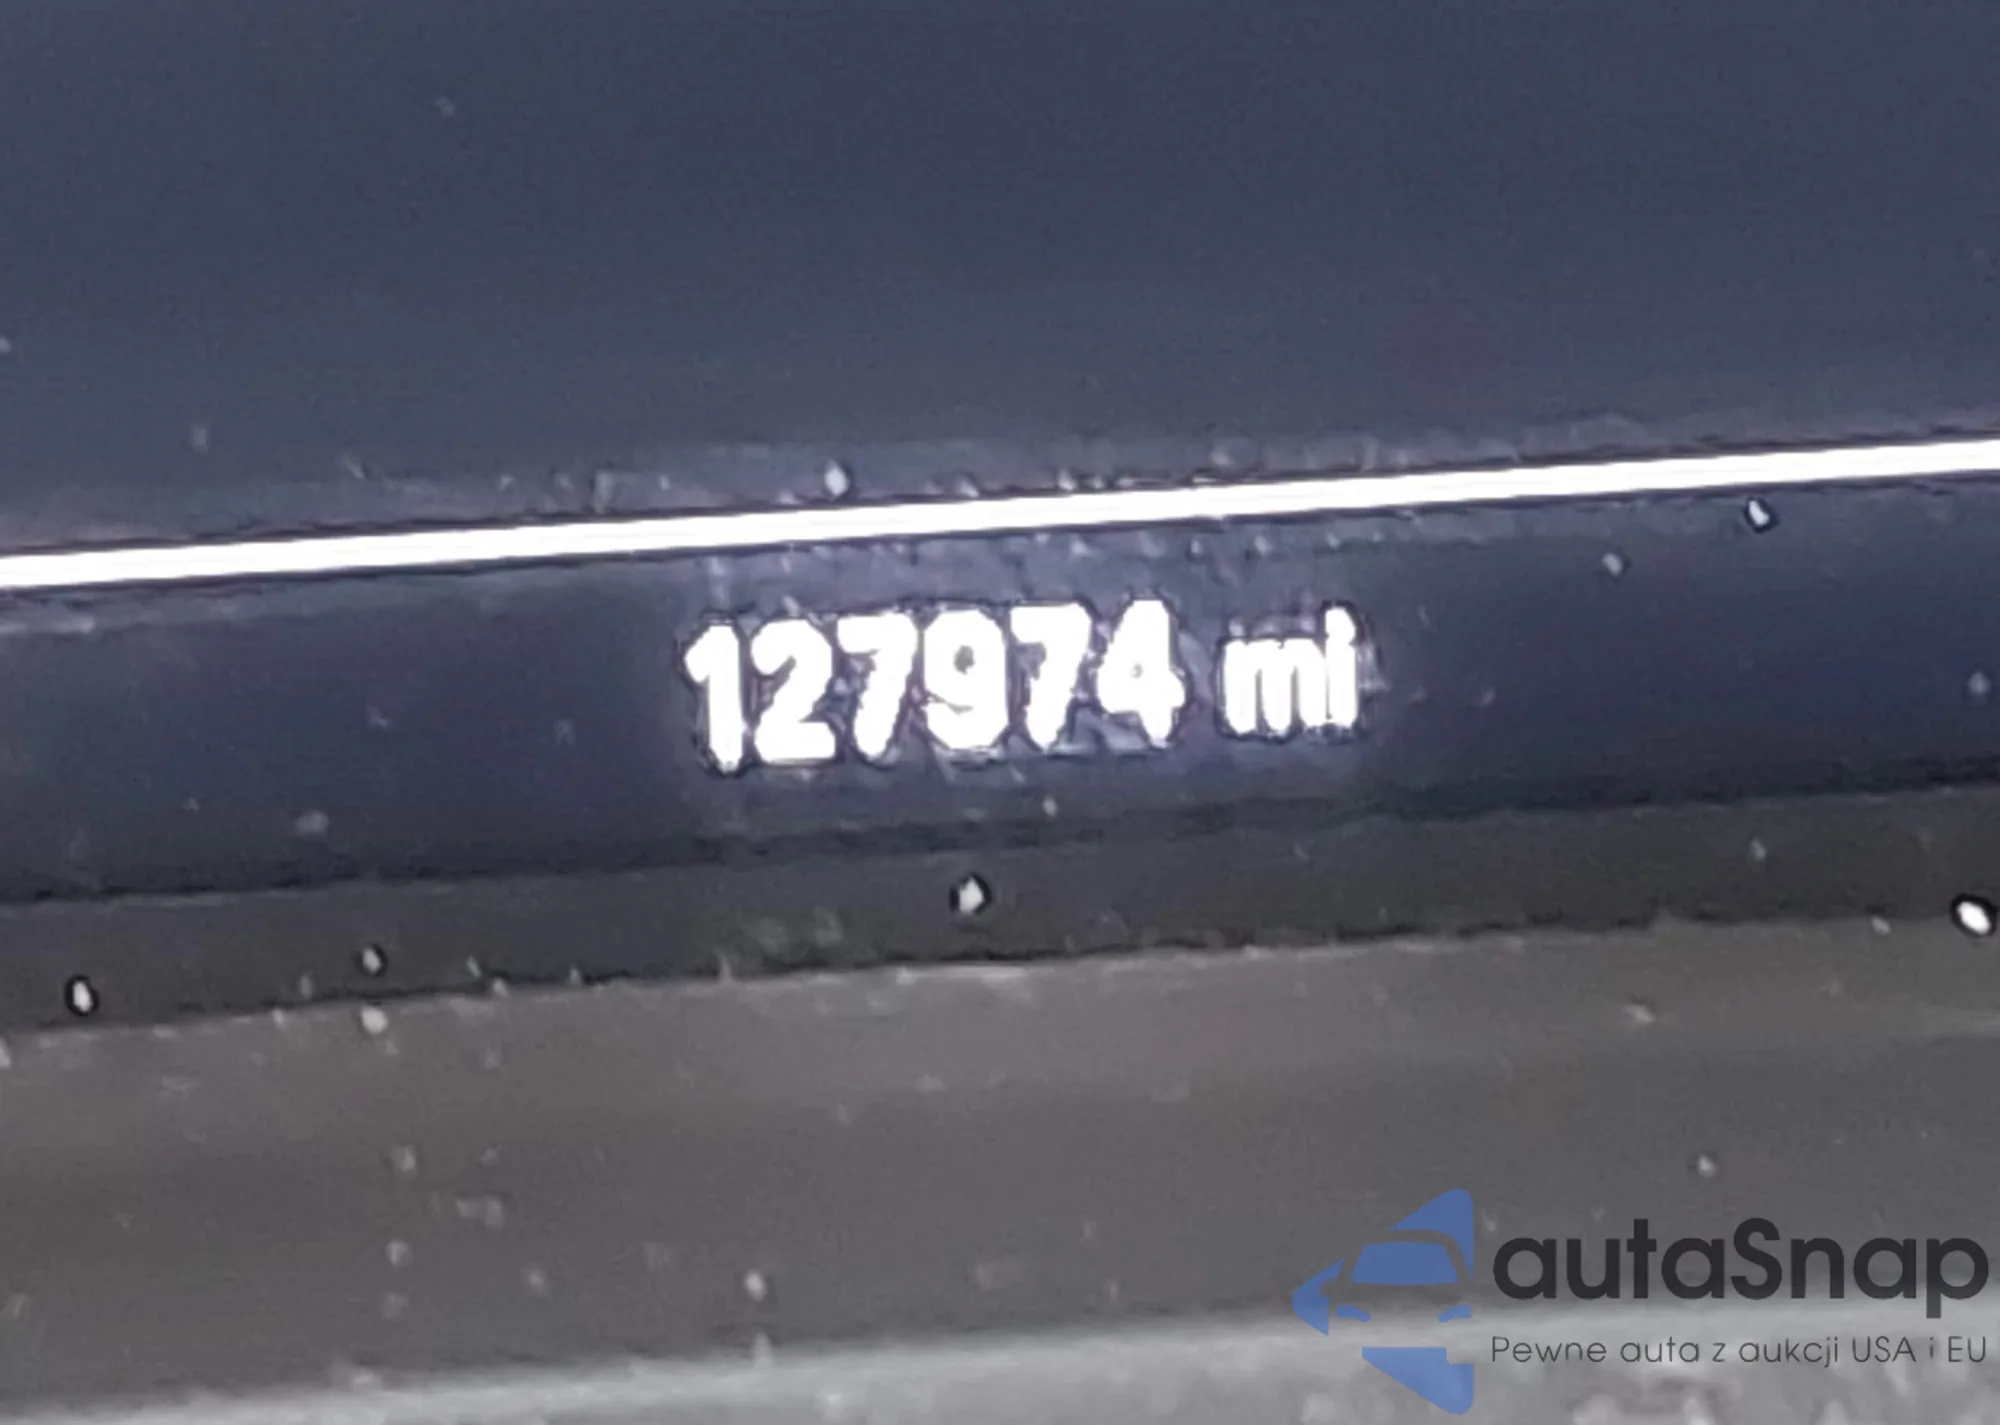 127974 mi
autaSnap
Pewne auta z aukcji USA i EU